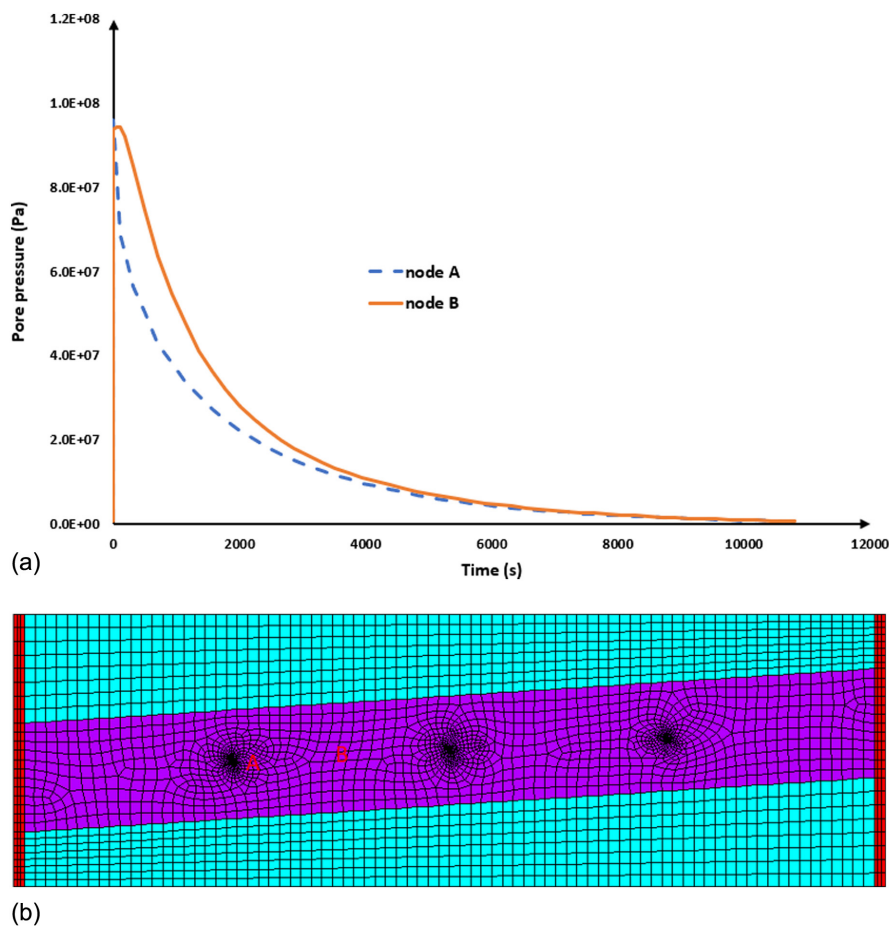 1.2E+08
1.0E+08
8.0E+07
6.0E+07
4.0E+07
2.0E+07
0.0E+00
Pore pressure (Pa)
node A
node B
0 2000 4000 6000 8000 10000 12000
Time (s)
(a)
A B
(b)